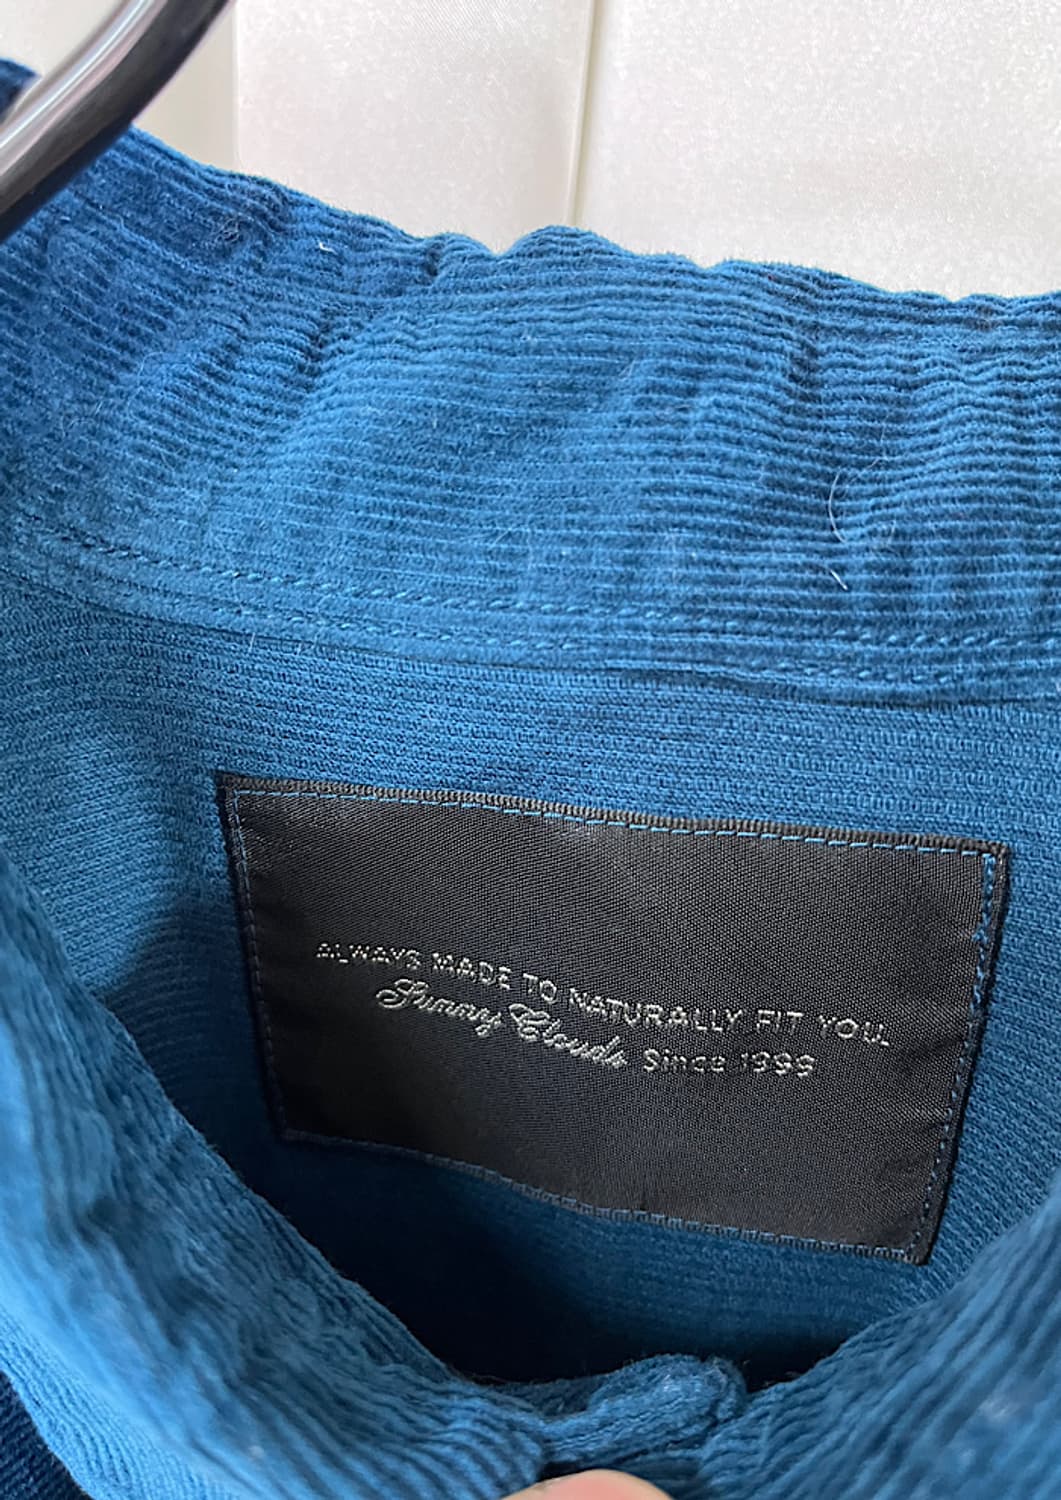 ALWAYS MADE TO NATURALLY FIT YOU.
Sunny Clouds Since 1999